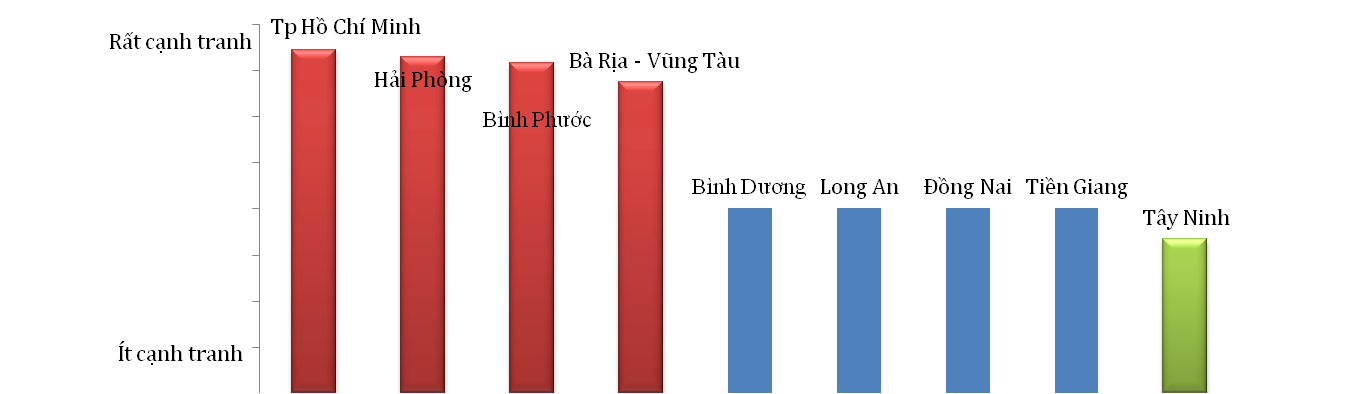 Tp Hồ Chí Minh
Rất cạnh tranh
Bà Rịa - Vũng Tàu
Hải Phòng
Bình Phước
Bình Dương
Long An
Đồng Nai
Tiền Giang
Tây Ninh
Ít cạnh tranh